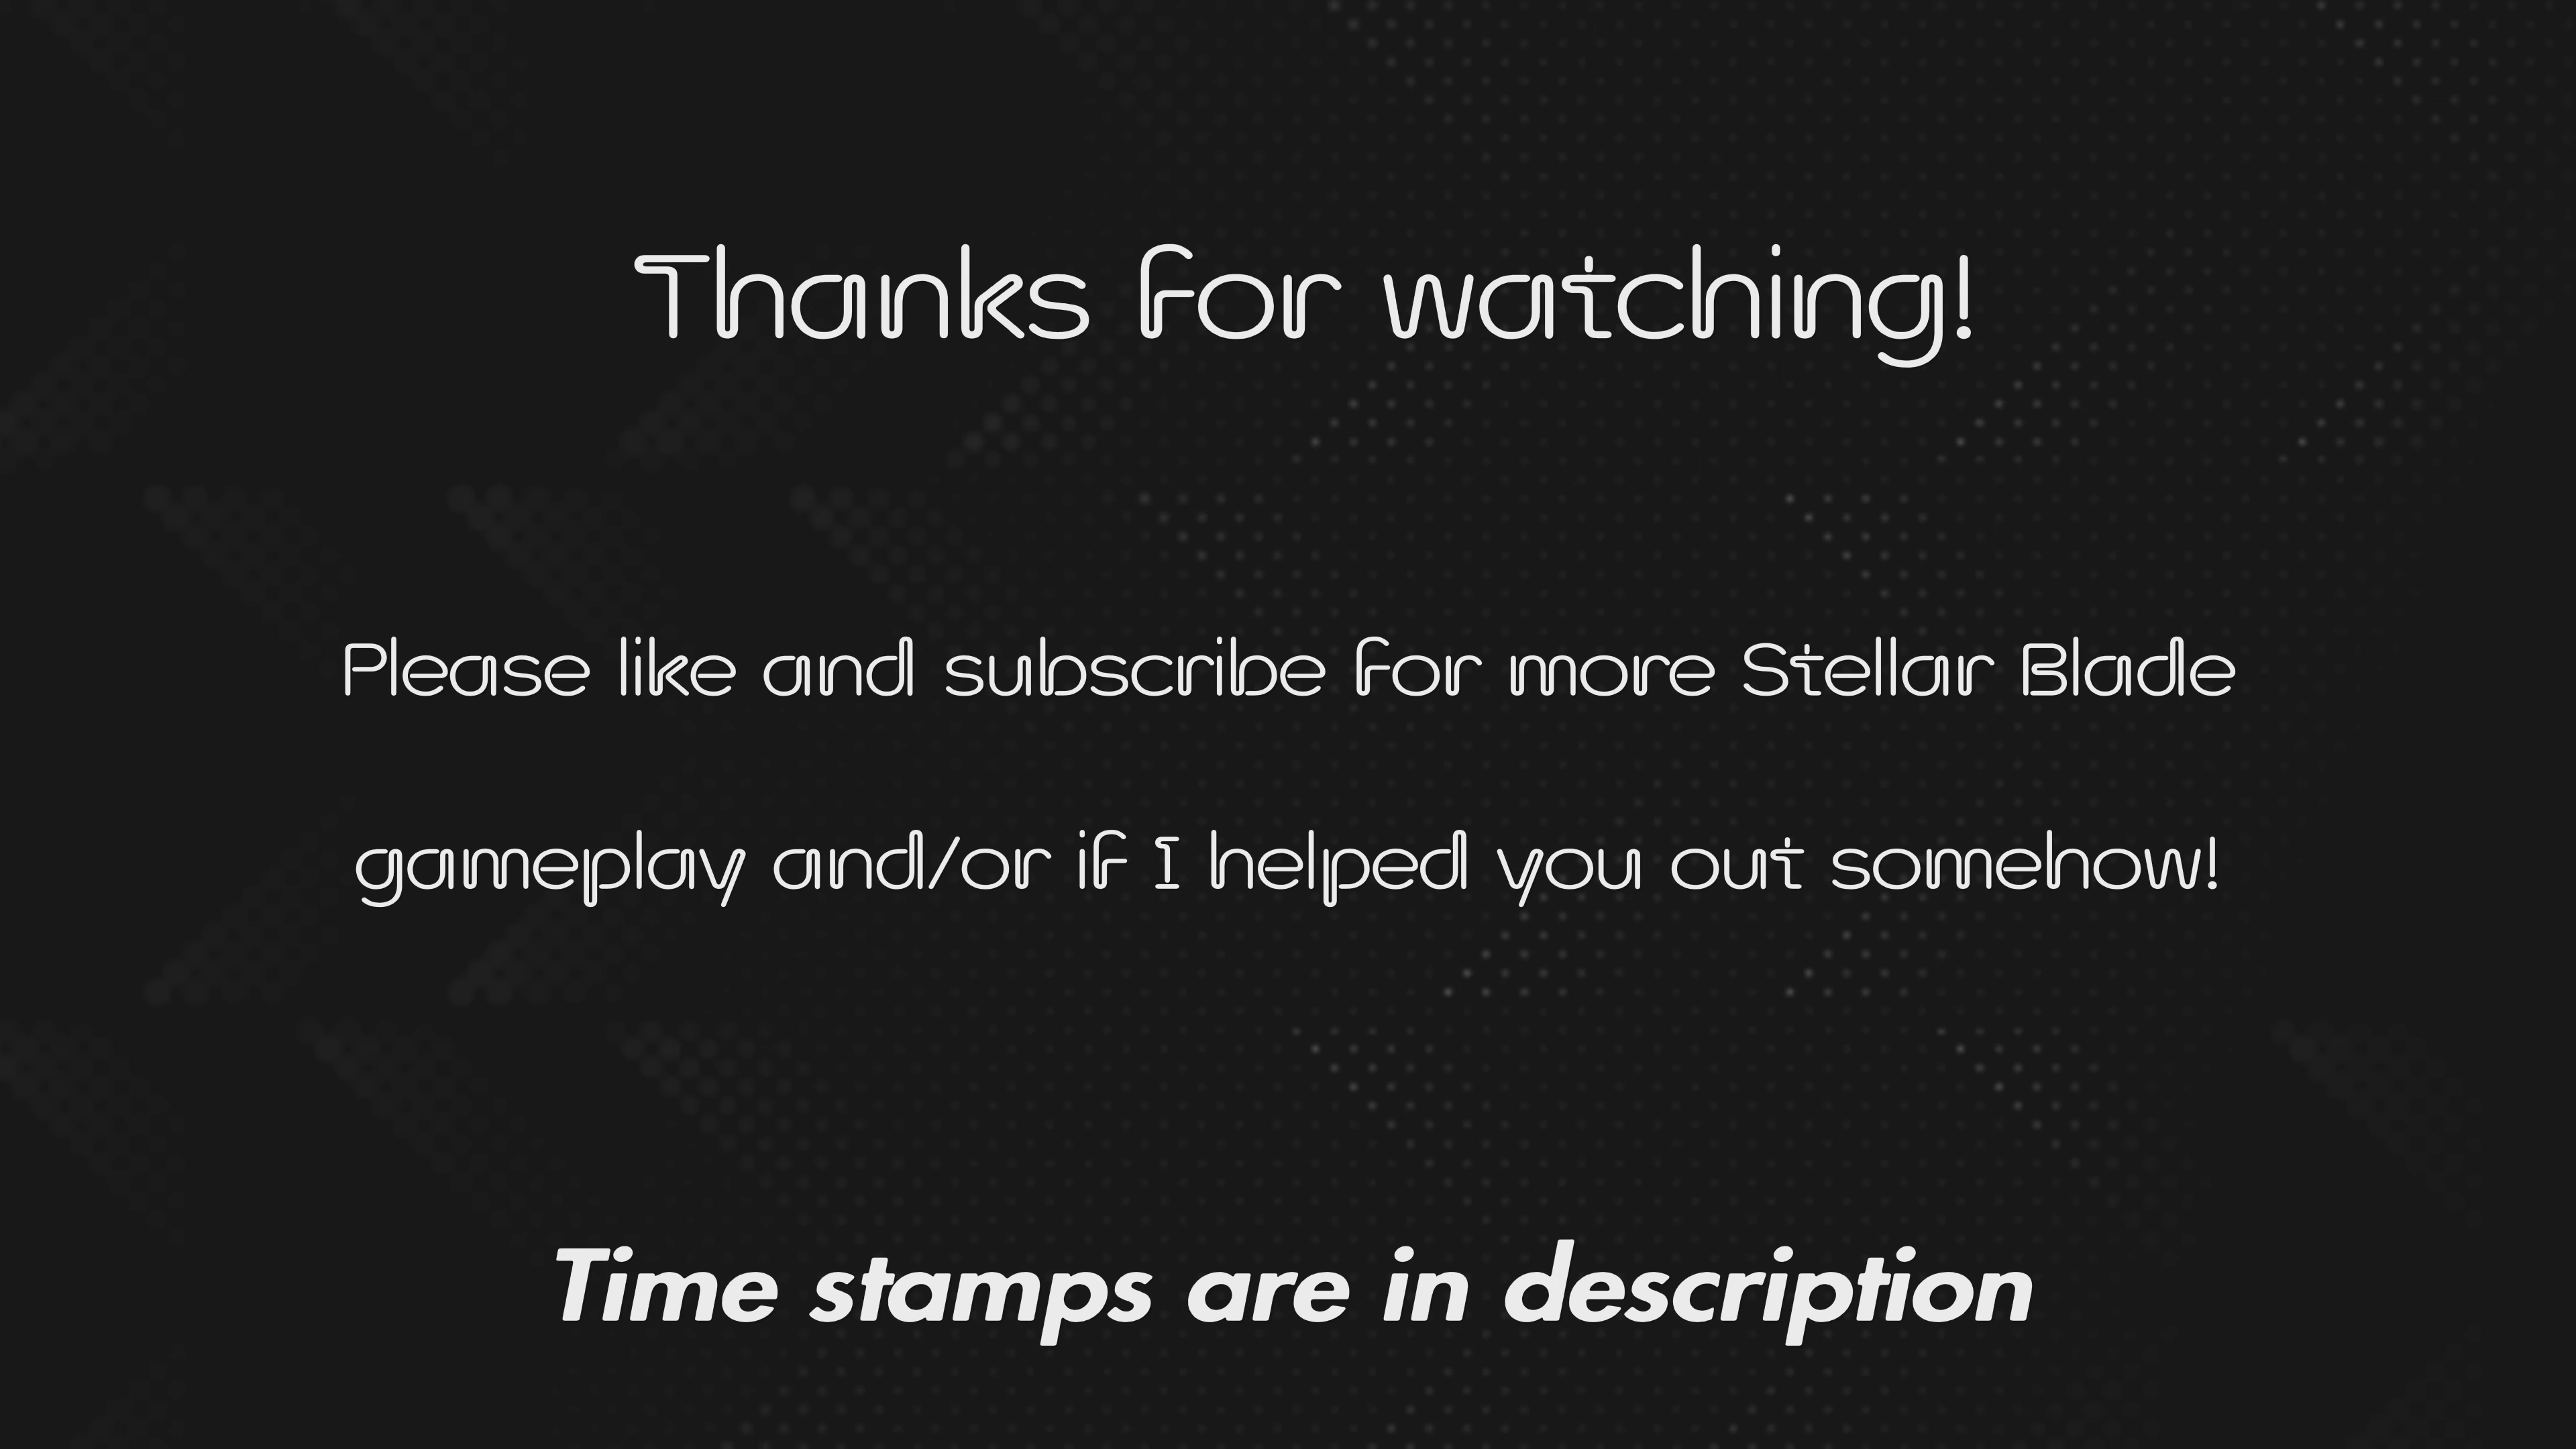 Thanks for watching!
Please like and subscribe for more Stellar Blade
gameplay and/or if I helped you out somehow!
Time stamps are in description